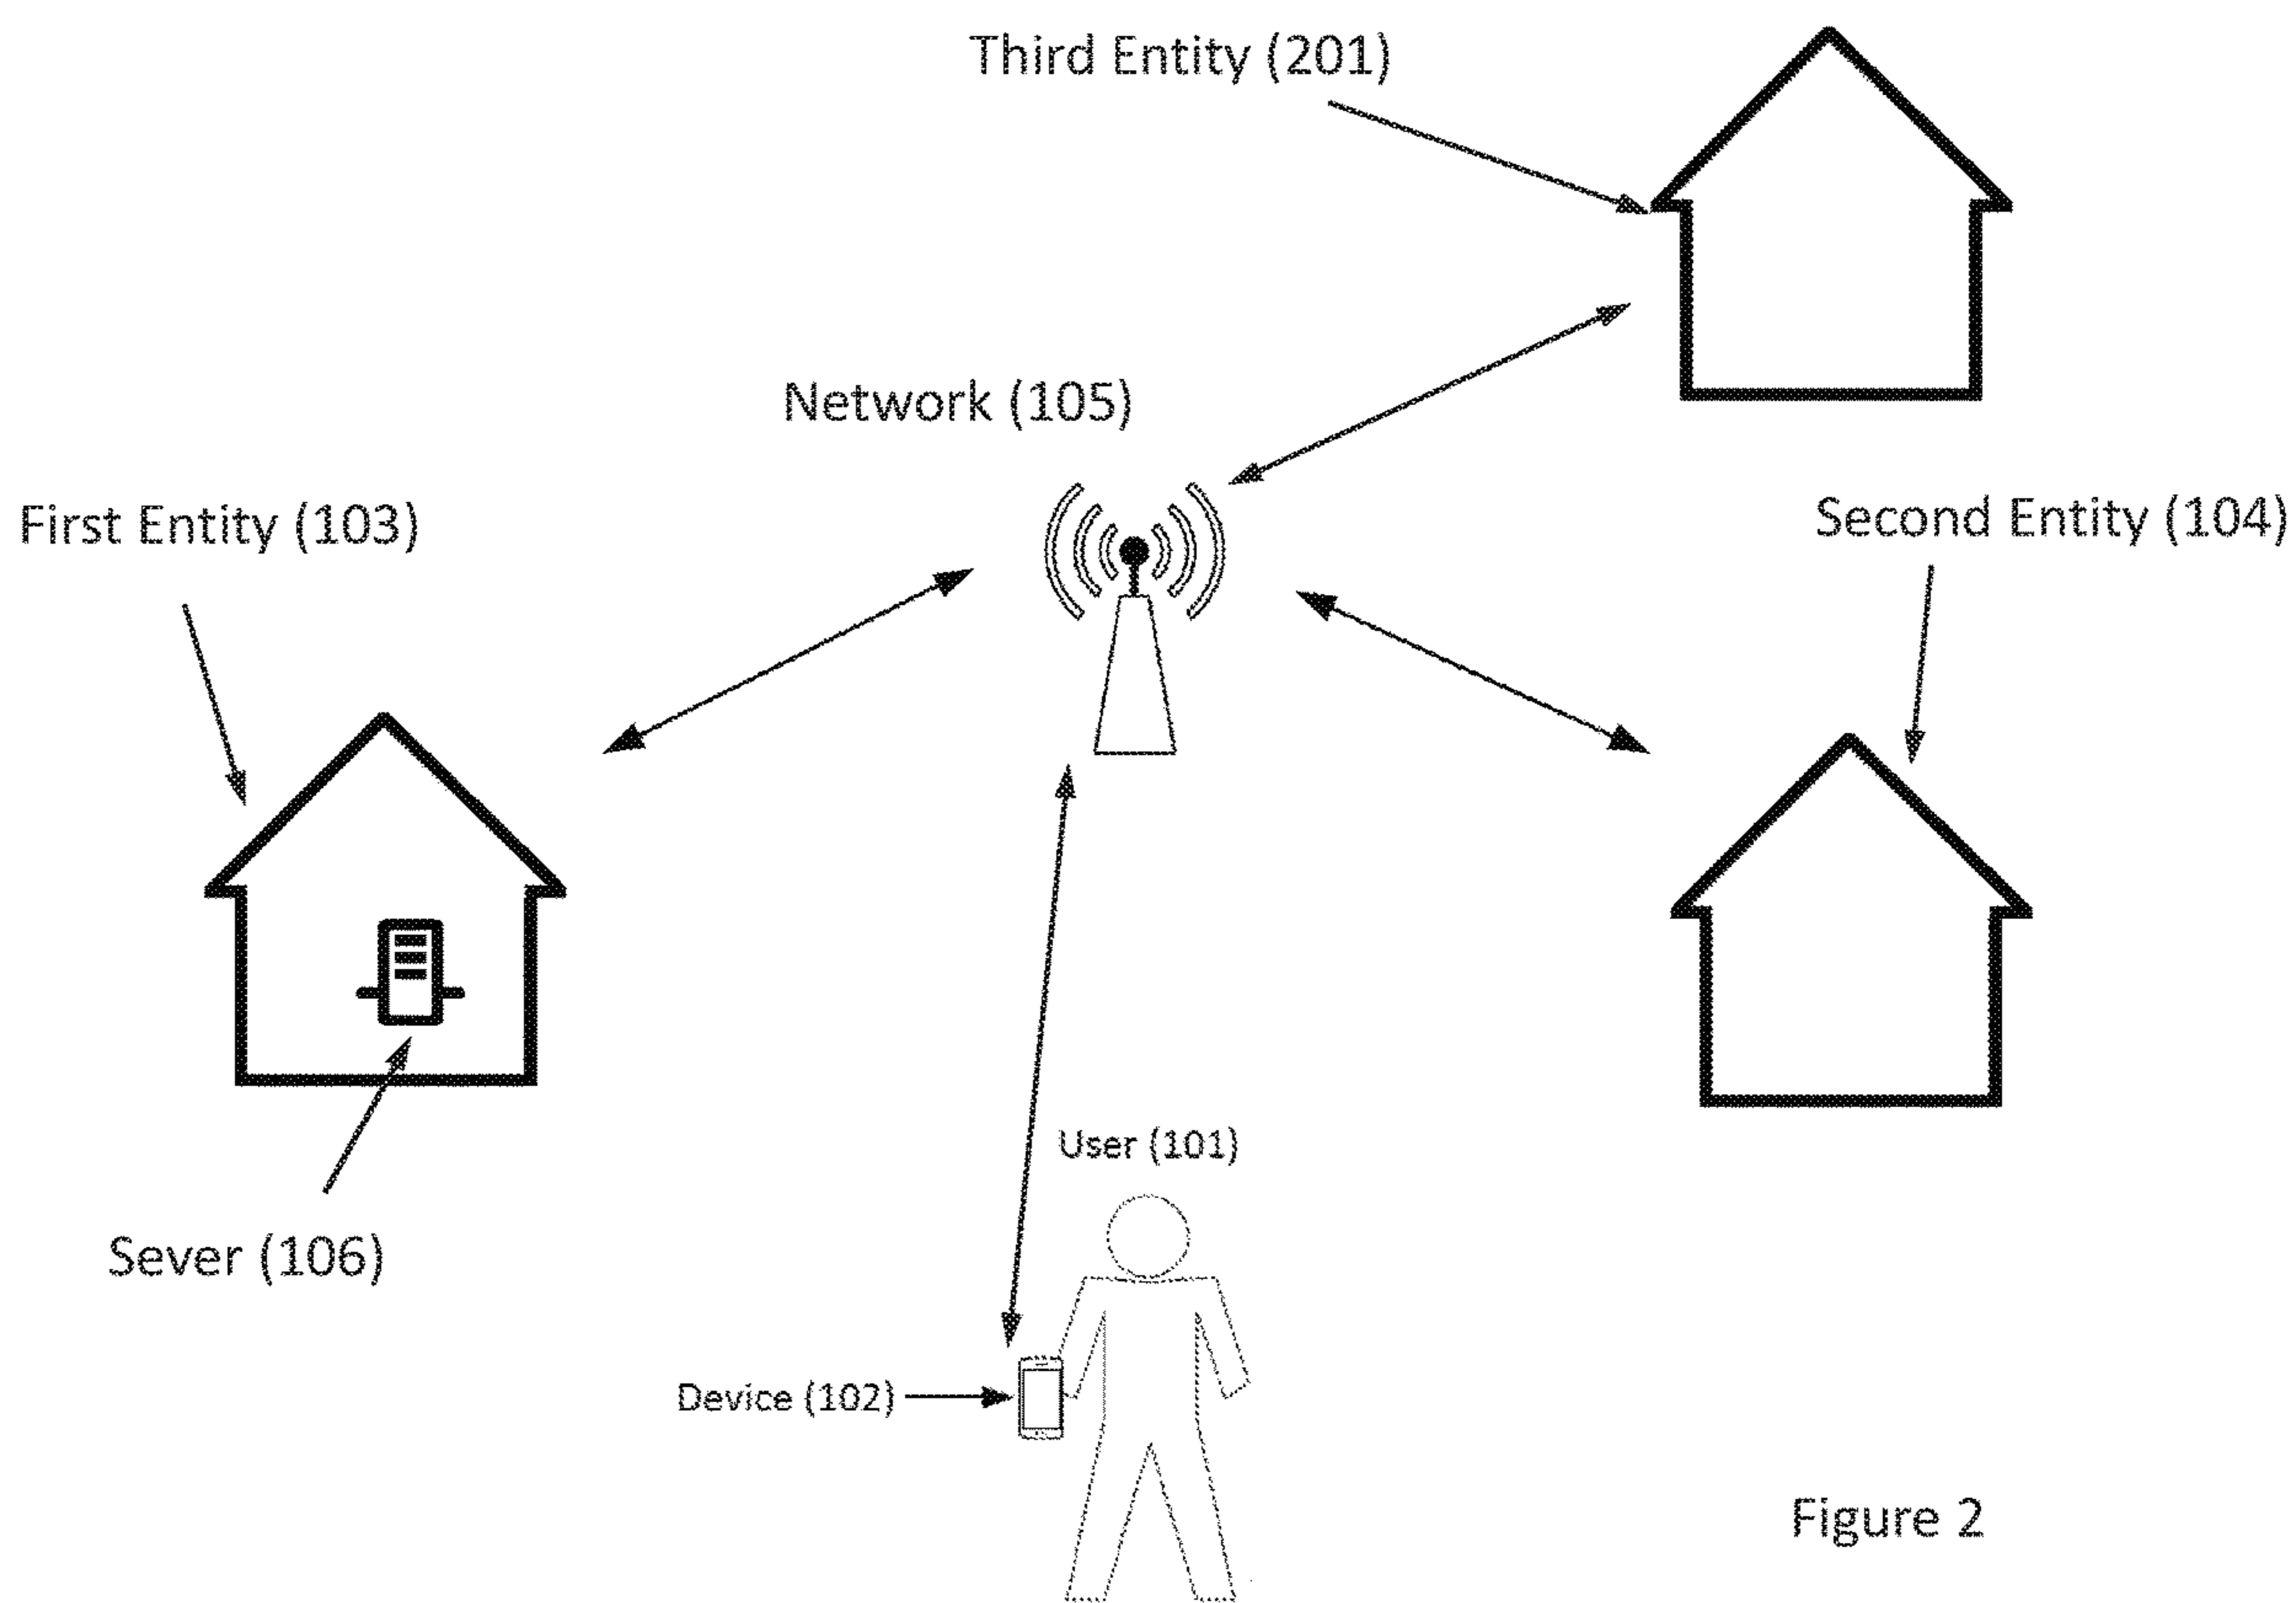 Third Entity (201)
Network (105)
First Entity (103)
Second Entity (104)
User (101)
Sever (106)
Device (102)
Figure 2